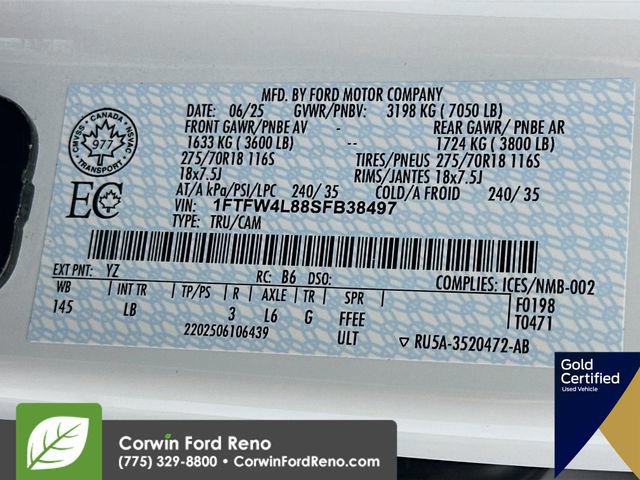 MFD. BY FORD MOTOR COMPANY
DATE: 06/25 GVWR/PNBV: 3198 KG ( 7050 LB)
FRONT GAWR/PNBE AV - REAR GAWR/ PNBE AR -
1633 KG ( 3600 LB) 1724 KG ( 3800 LB)
275/70R18 116S TIRES/PNEUS 275/70R18 116S
18x7.5J RIMS/JANTES 18x7.5J
AT/A kPa/PSI/LPC 240/ 35 COLD/A FROID 240/ 35
VIN: 1FTFW4L88SFB38497
TYPE: TRU/CAM
CMVSS · CANADA · NSVAC
977
TRANSPORT
EC
EXT PNT: YZ RC: B6 DSO: COMPLIES: ICES/NMB-002
WB INT TR TP/PS R AXLE TR SPR F0198
145 LB 3 L6 G FFEE T0471
2202506106439 ULT ▽ RU5A-3520472-AB
Gold
Certified
Used Vehicle
Corwin Ford Reno
(775) 329-8800 • CorwinFordReno.com